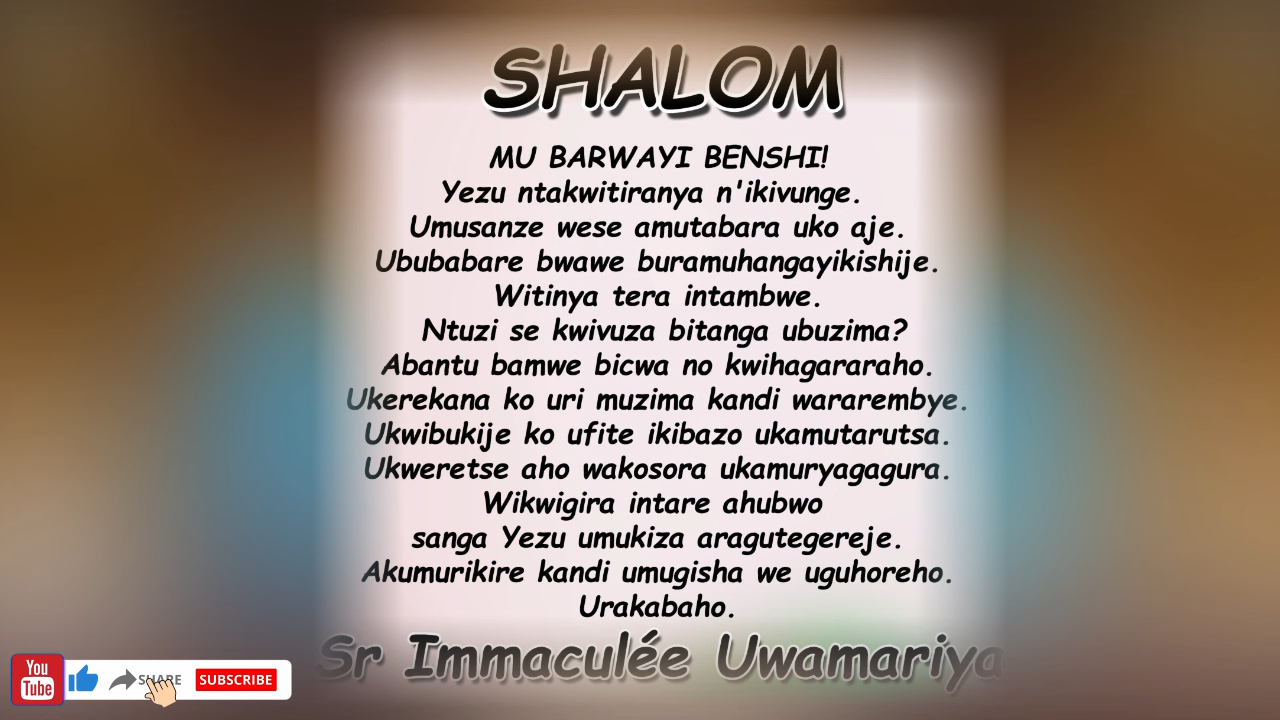 SHALOM
MU BARWAYI BENSHI!
Yezu ntakwitiranya n'ikivunge.
Umusanze wese amutabara uko aje.
Ububabare bwawe buramuhangayikishije.
Witinya tera intambwe.
Ntuzi se kwivuza bitanga ubuzima?
Abantu bamwe bicwa no kwihagararaho.
Ukerekana ko uri muzima kandi wararembye.
Ukwibukije ko ufite ikibazo ukamutarutsa.
Ukweretse aho wakosora ukamuryagagura.
Wikwigira intare ahubwo
sanga Yezu umukiza aragutegereje.
Akumurikire kandi umugisha we uguhoreho.
Urakabaho.
Sr Immaculée Uwamariya
You
Tube
SHARE
SUBSCRIBE